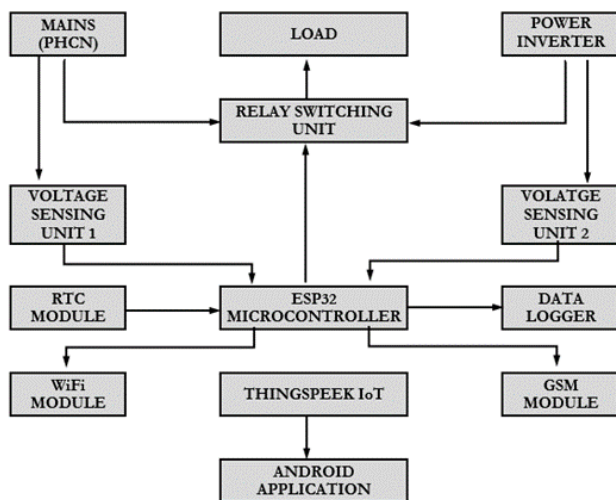 MAINS
(PHCN)
LOAD
POWER
INVERTER
RELAY SWITCHING
UNIT
VOLTAGE
SENSING
UNIT 1
VOLATGE
SENSING
UNIT 2
RTC
MODULE
ESP32
MICROCONTROLLER
DATA
LOGGER
WiFi
MODULE
THINGSPEEK IoT
GSM
MODULE
ANDROID
APPLICATION